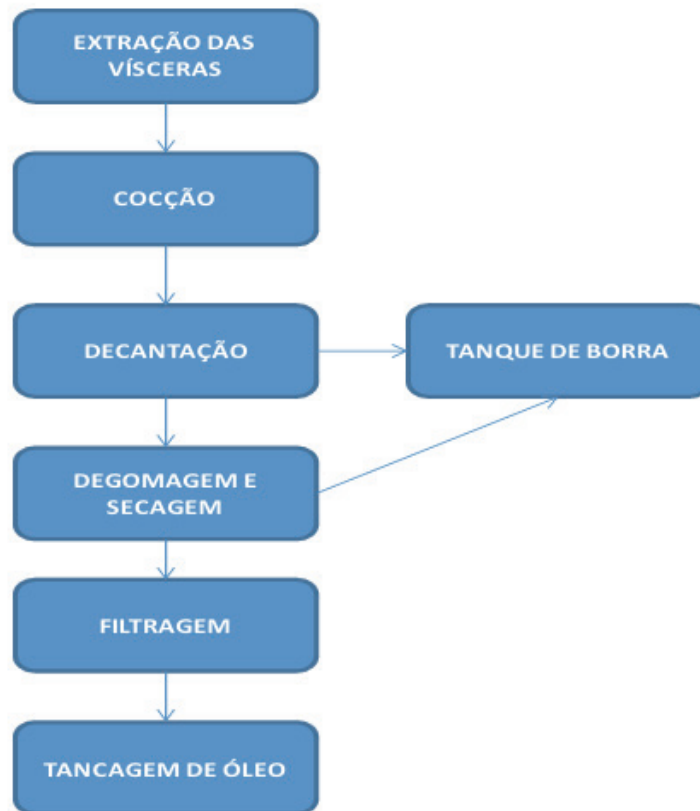 EXTRAÇÃO DAS
VÍSCERAS
COCÇÃO
DECANTAÇÃO
TANQUE DE BORRA
DEGOMAGEM E
SECAGEM
FILTRAGEM
TANCAGEM DE ÓLEO